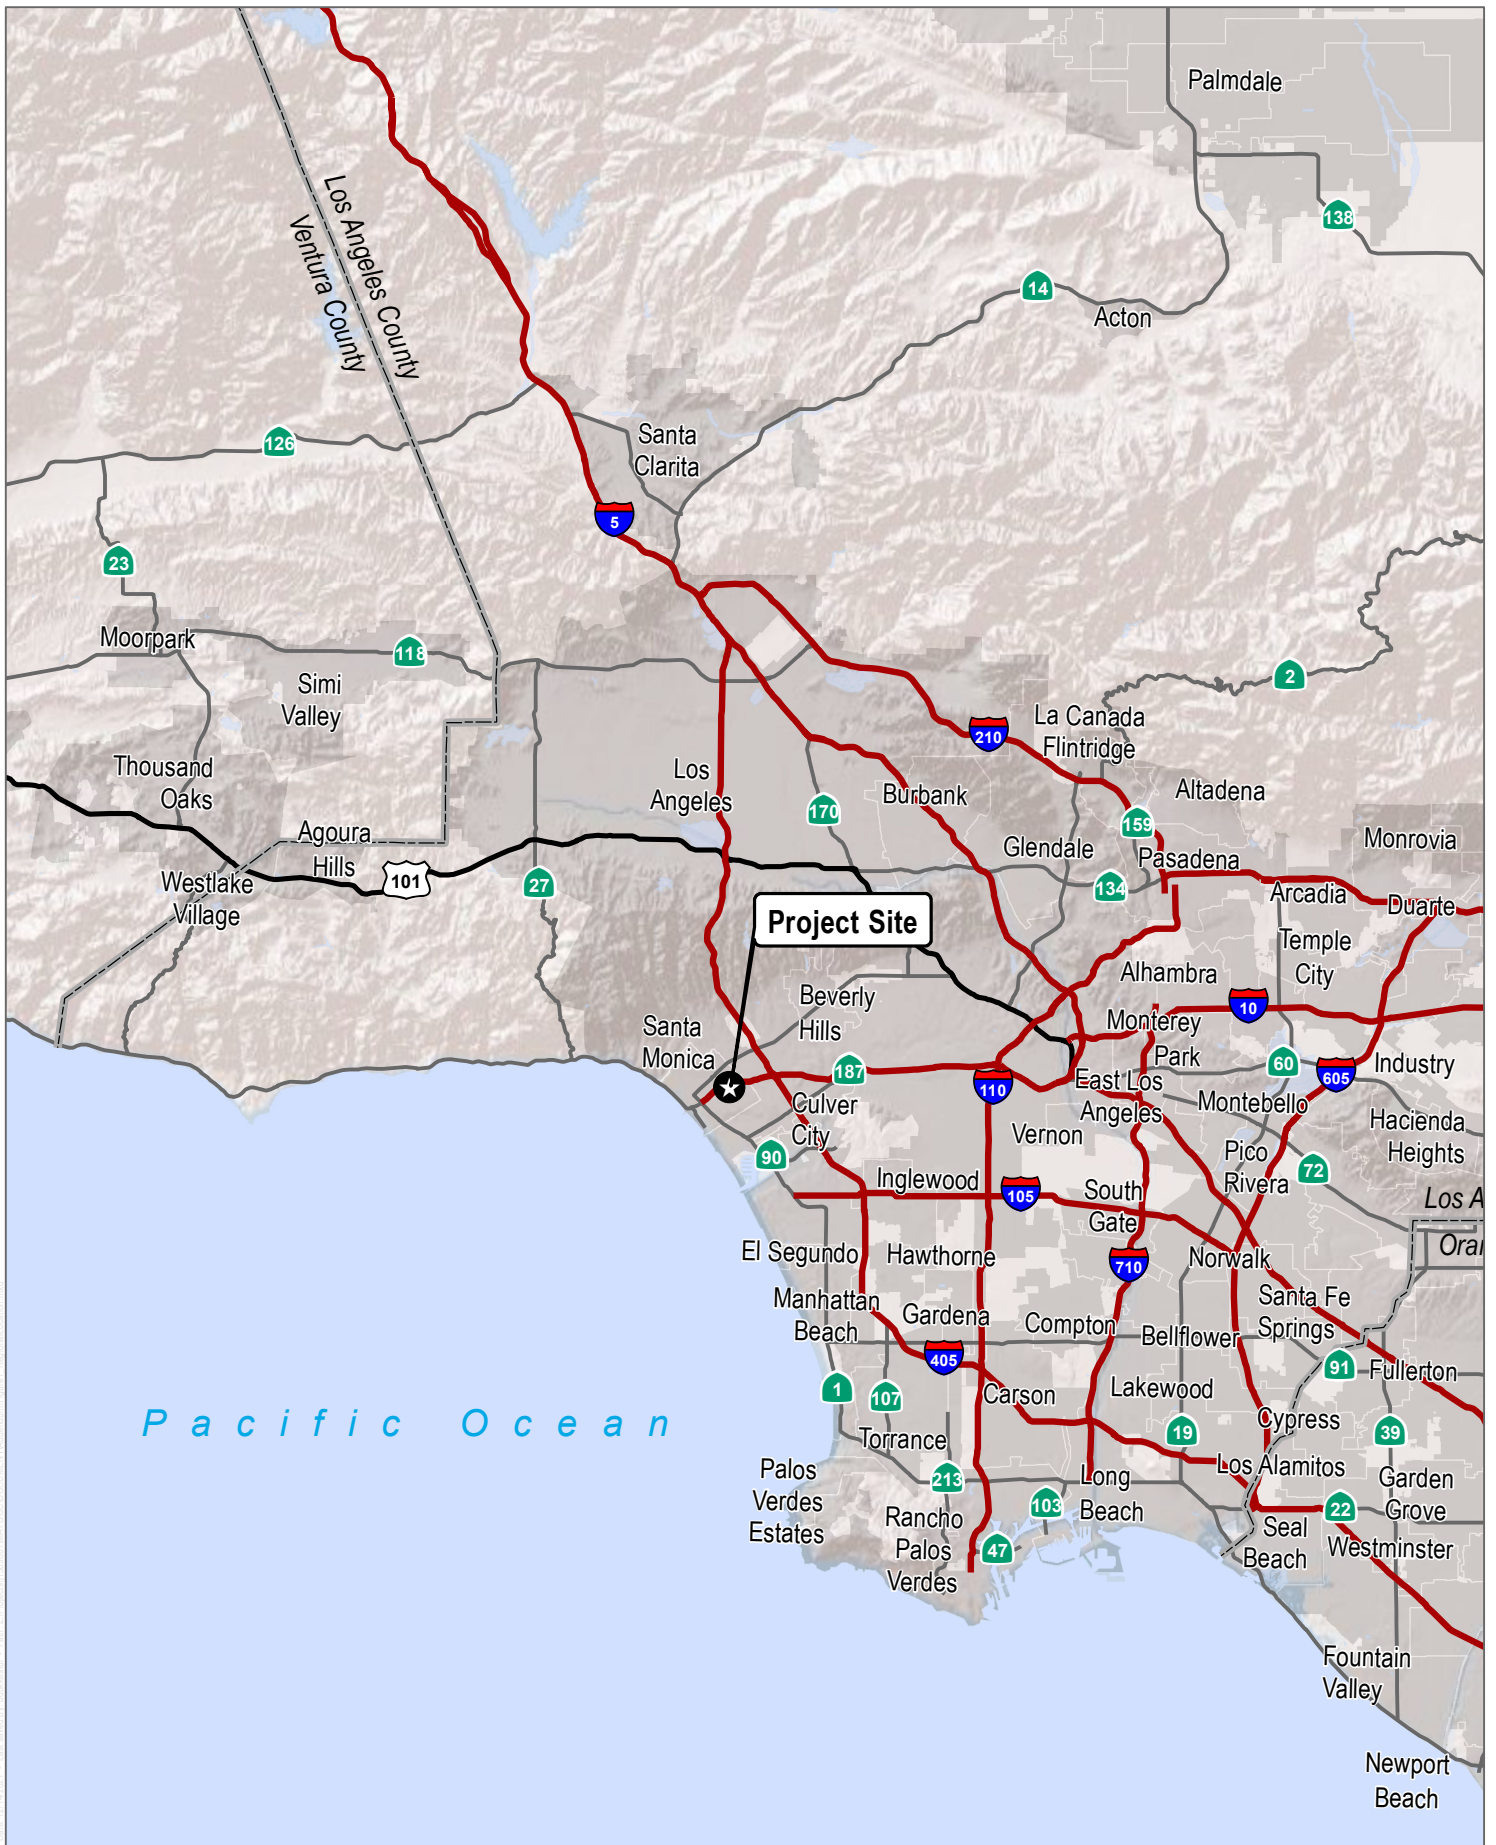 Palmdale
138
Los Angeles County
Ventura County
14
Acton
126
Santa
Clarita
5
23
Moorpark
118
Simi
Valley
2
La Canada
Flintridge
210
Thousand
Oaks
Los
Angeles
170
Burbank
Altadena
159
Agoura
Hills
Glendale
Pasadena
Monrovia
101
27
134
Arcadia
Duarte
Westlake
Village
Project Site
Temple
City
Alhambra
Beverly
Hills
10
Santa
Monica
Monterey
Park
187
110
60
605
Industry
East Los
Angeles
Culver
City
Montebello
Hacienda
Heights
Vernon
90
Pico
Rivera
72
Inglewood
105
South
Gate
Los A
Orai
El Segundo
Hawthorne
710
Norwalk
Manhattan
Beach
Gardena
Compton
Bellflower
Santa Fe
Springs
405
91
Fullerton
1
107
Carson
Lakewood
Cypress
Pacific Ocean
Torrance
19
39
Palos
Verdes
Estates
213
Long
Beach
Los Alamitos
Garden
Grove
Rancho
Palos
Verdes
103
22
47
Seal
Beach
Westminster
Fountain
Valley
Newport
Beach